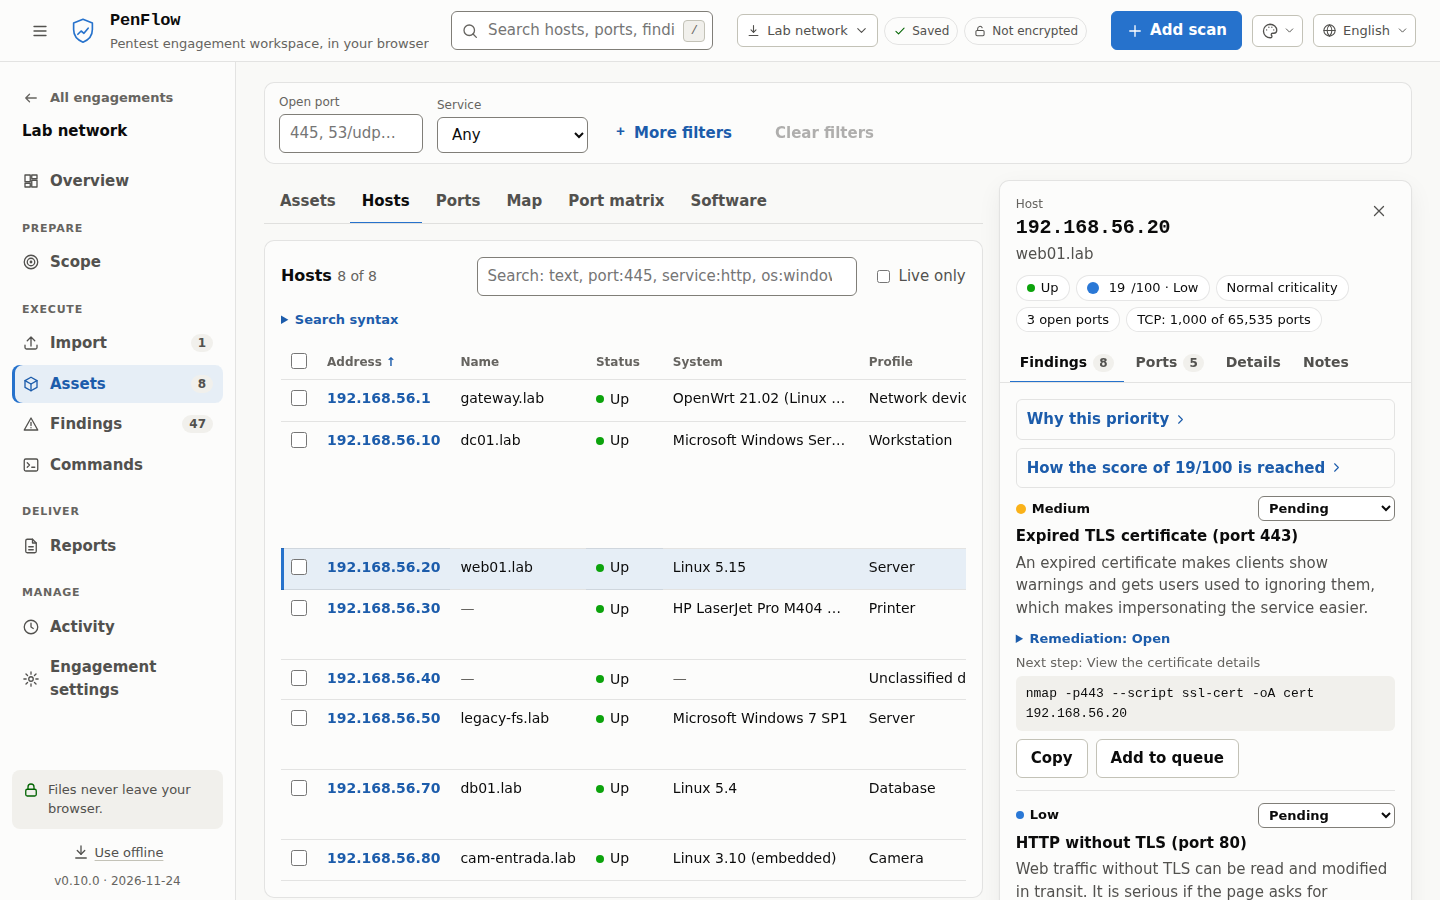 PenFlow
Pentest engagement workspace, in your browser
Search hosts, ports, findi
/
Lab network
Saved
Not encrypted
Add scan
English
All engagements
Lab network
Overview
PREPARE
Scope
EXECUTE
Import 1
Assets 8
Findings 47
Commands
DELIVER
Reports
MANAGE
Activity
Engagement
settings
Files never leave your
browser.
Use offline
v0.10.0 · 2026-11-24
Open port
445, 53/udp...
Service
Any
+ More filters
Clear filters
Assets Hosts Ports Map Port matrix Software
Hosts 8 of 8
Search: text, port:445, service:http, os:window
Live only
Search syntax
Address ↑ Name Status System Profile
192.168.56.1 gateway.lab Up OpenWrt 21.02 (Linux ... Network devic
192.168.56.10 dc01.lab Up Microsoft Windows Ser... Workstation
192.168.56.20 web01.lab Up Linux 5.15 Server
192.168.56.30 — Up HP LaserJet Pro M404 ... Printer
192.168.56.40 — Up — Unclassified d
192.168.56.50 legacy-fs.lab Up Microsoft Windows 7 SP1 Server
192.168.56.70 db01.lab Up Linux 5.4 Database
192.168.56.80 cam-entrada.lab Up Linux 3.10 (embedded) Camera
Host
192.168.56.20
web01.lab
Up
19 /100 · Low
Normal criticality
3 open ports
TCP: 1,000 of 65,535 ports
Findings 8 Ports 5 Details Notes
Why this priority
How the score of 19/100 is reached
Medium
Pending
Expired TLS certificate (port 443)
An expired certificate makes clients show
warnings and gets users used to ignoring them,
which makes impersonating the service easier.
Remediation: Open
Next step: View the certificate details
nmap -p443 --script ssl-cert -oA cert
192.168.56.20
Copy
Add to queue
Low
Pending
HTTP without TLS (port 80)
Web traffic without TLS can be read and modified
in transit. It is serious if the page asks for